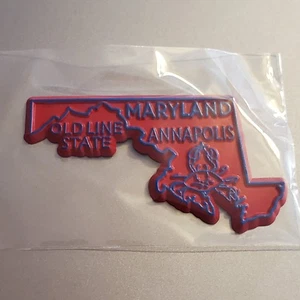 MARYLAND
OLD LINE
STATE
ANNAPOLIS